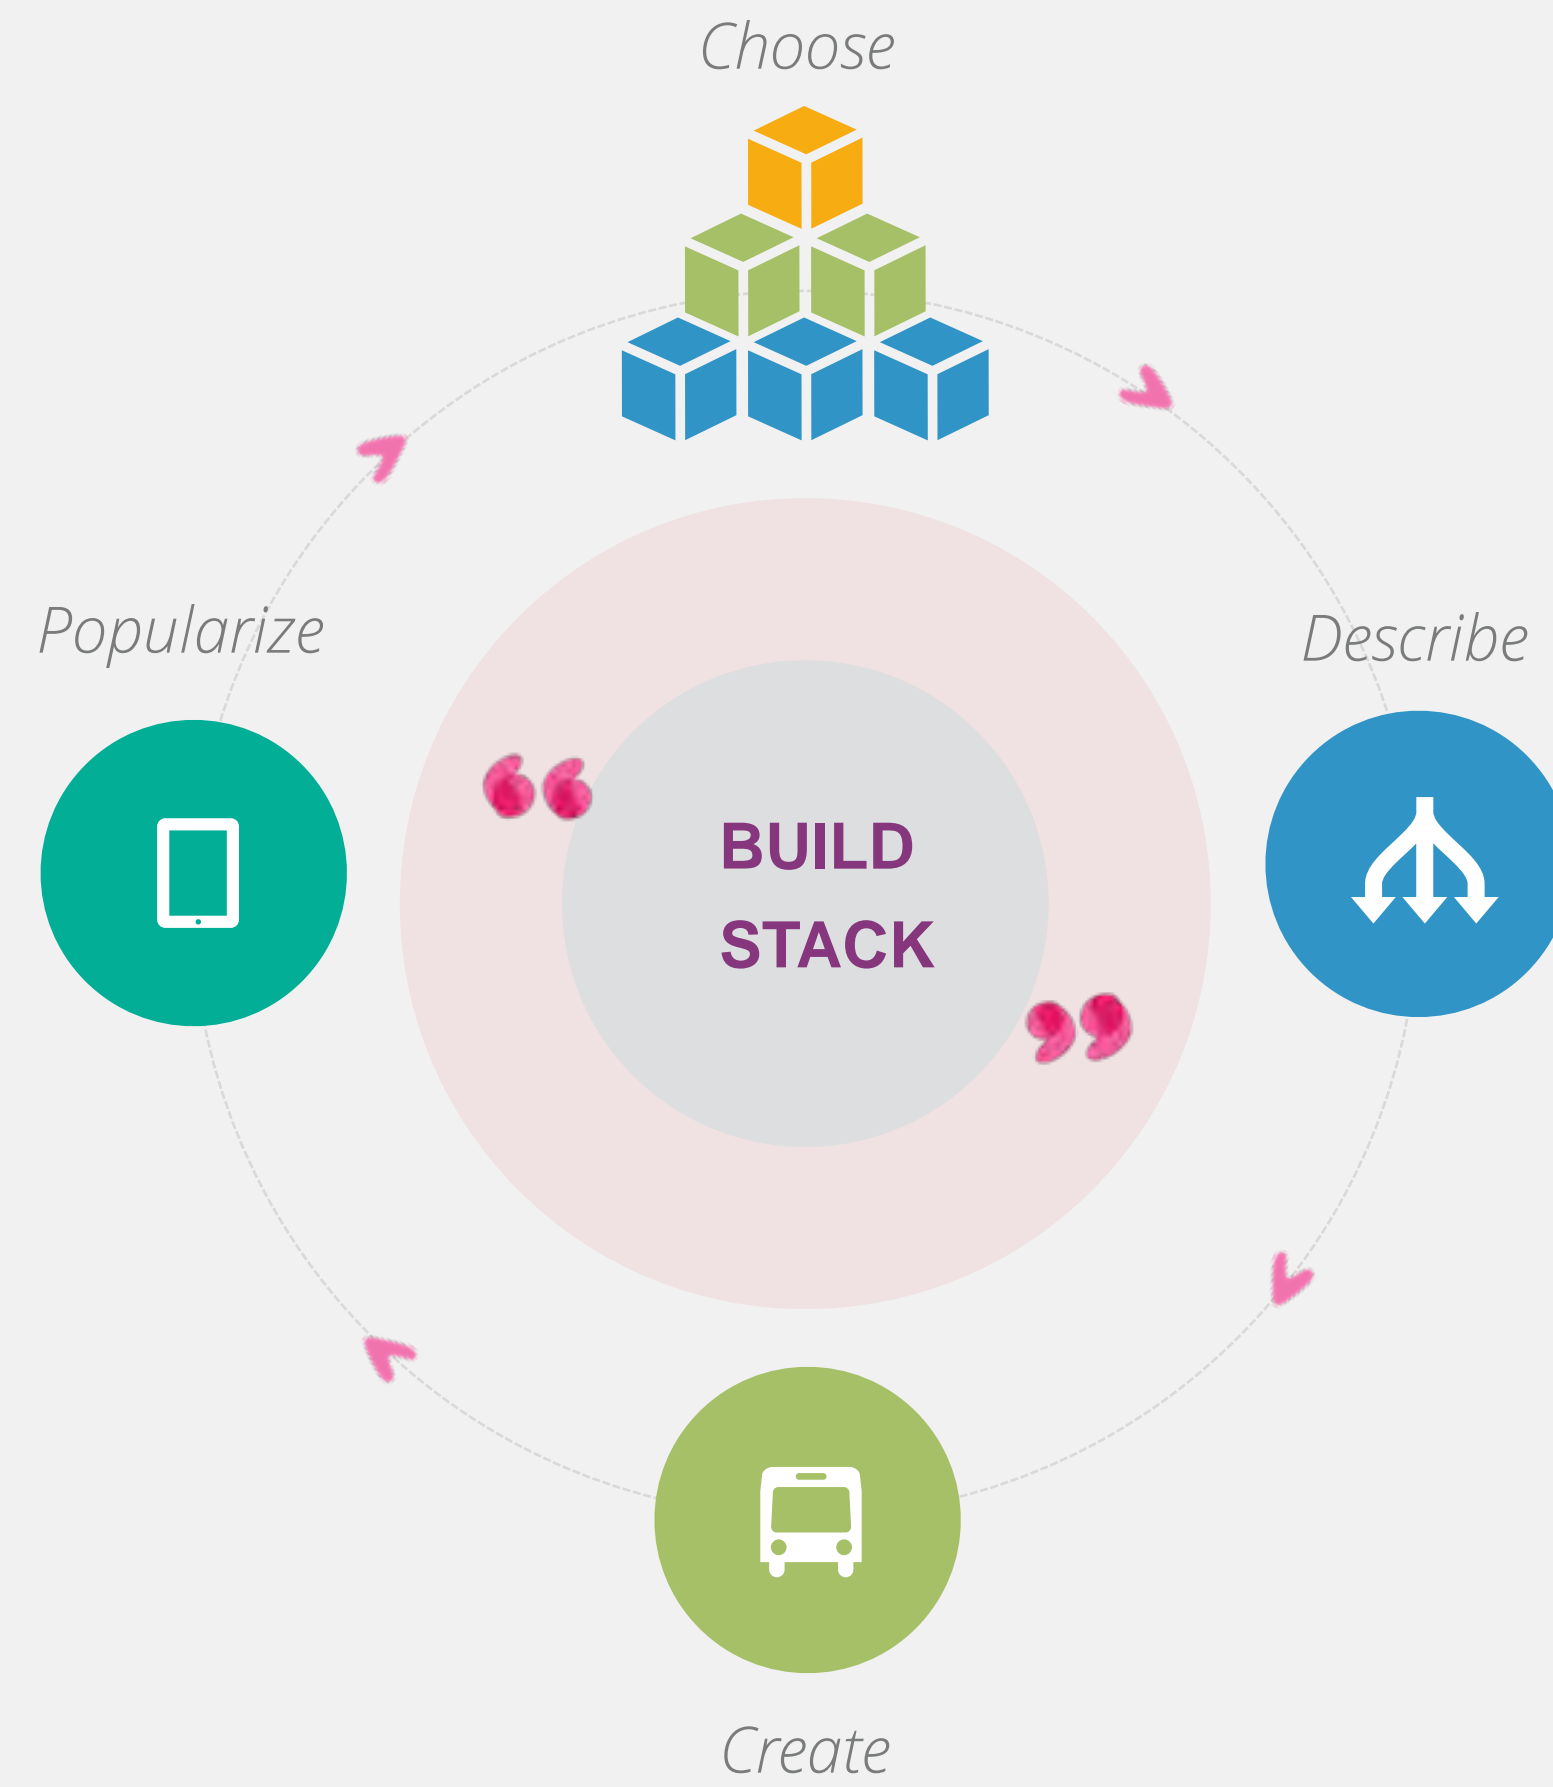 Choose
Popularize
Describe
“
BUILD
STACK
”
Create